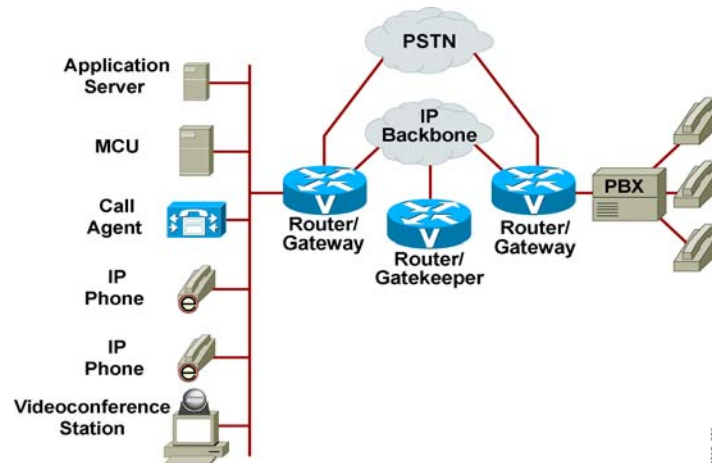 PSTN
Application
Server
IP
Backbone
MCU
PBX
V
V
Call
Agent
Router/
Gateway
V
Router/
Gateway
Router/
Gatekeeper
IP
Phone
IP
Phone
Videoconference
Station